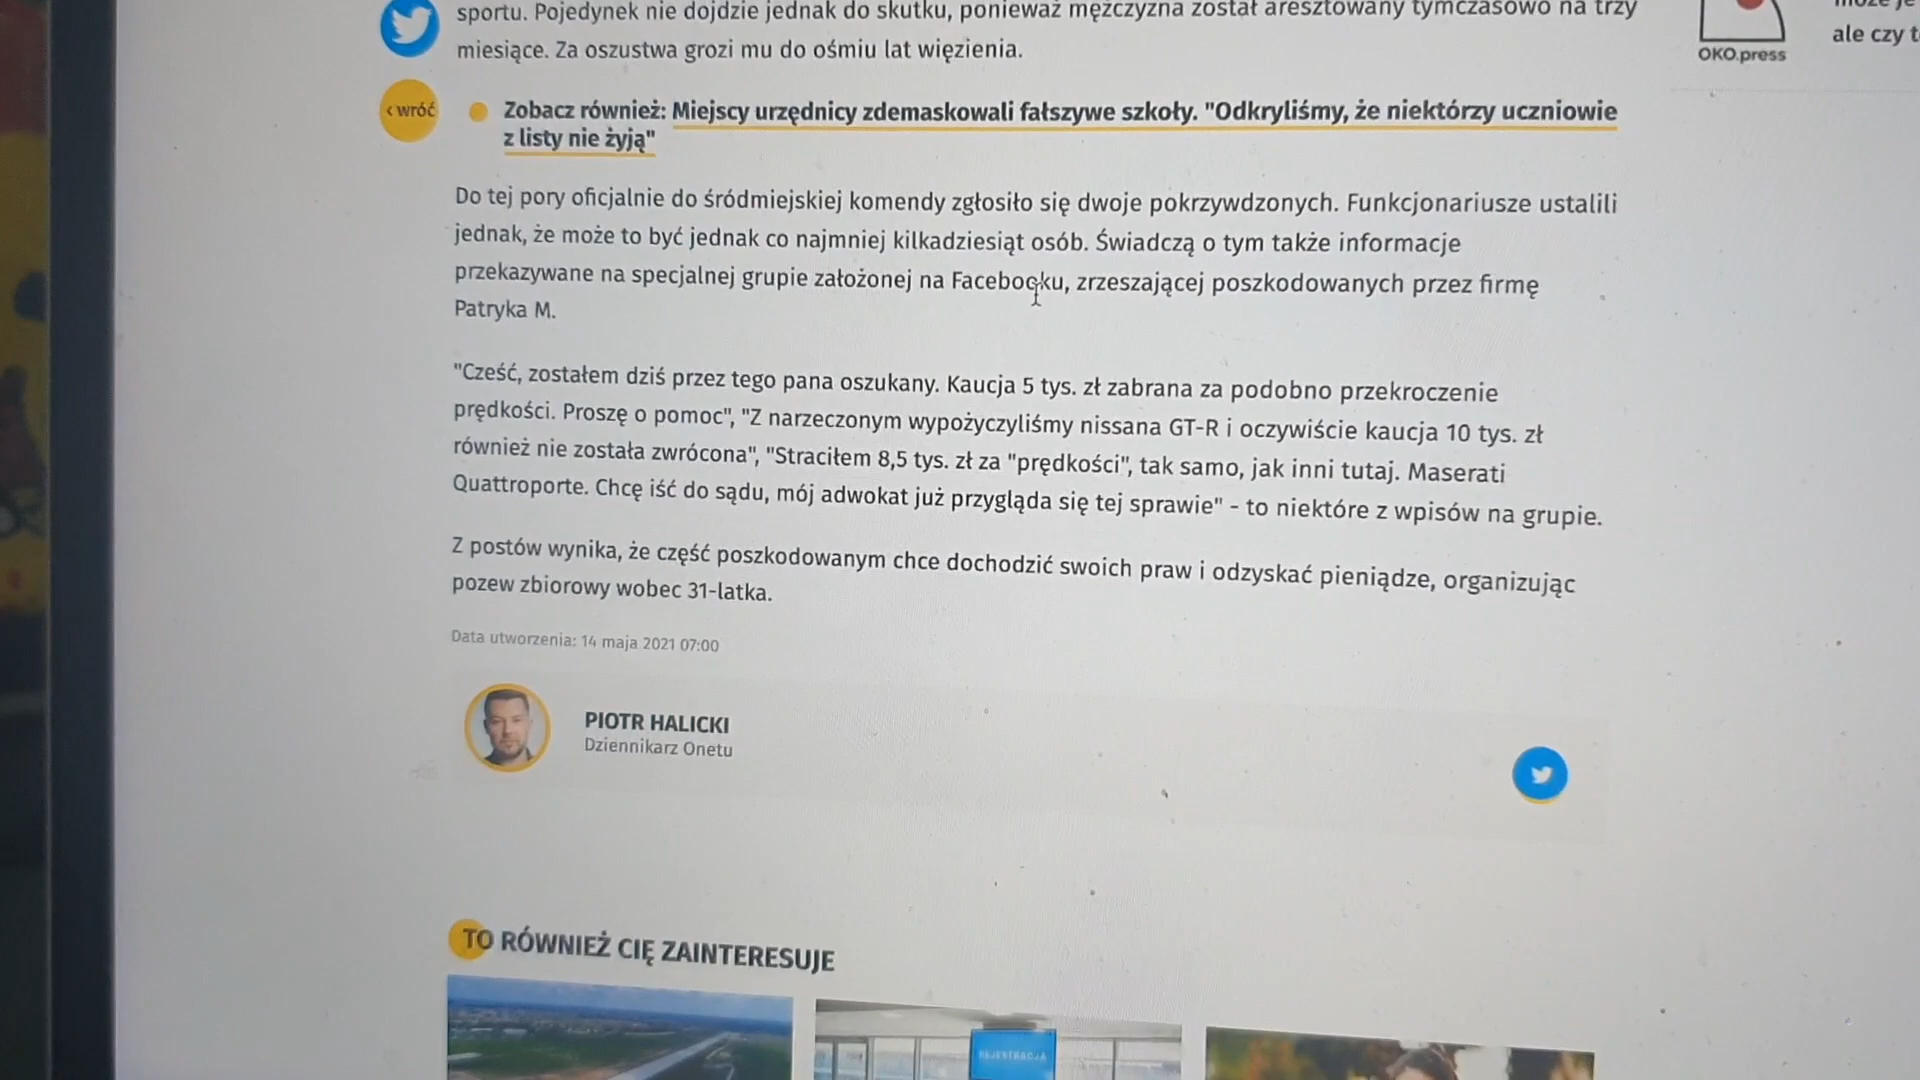 sportu. Pojedynek nie dojdzie jednak do skutku, ponieważ mężczyzna został aresztowany tymczasowo na trzy
miesiące. Za oszustwa grozi mu do ośmiu lat więzienia.
OKO.press
ale czy t
‹ wróć
Zobacz również: Miejscy urzędnicy zdemaskowali fałszywe szkoły. "Odkryliśmy, że niektórzy uczniowie
z listy nie żyją"
Do tej pory oficjalnie do śródmiejskiej komendy zgłosiło się dwoje pokrzywdzonych. Funkcjonariusze ustalili
jednak, że może to być jednak co najmniej kilkadziesiąt osób. Świadczą o tym także informacje
przekazywane na specjalnej grupie założonej na Facebooku, zrzeszającej poszkodowanych przez firmę
Patryka M.
"Cześć, zostałem dziś przez tego pana oszukany. Kaucja 5 tys. zł zabrana za podobno przekroczenie
prędkości. Proszę o pomoc", "Z narzeczonym wypożyczyliśmy nissana GT-R i oczywiście kaucja 10 tys. zł
również nie została zwrócona", "Straciłem 8,5 tys. zł za "prędkości", tak samo, jak inni tutaj. Maserati
Quattroporte. Chcę iść do sądu, mój adwokat już przygląda się tej sprawie" - to niektóre z wpisów na grupie.
Z postów wynika, że część poszkodowanym chce dochodzić swoich praw i odzyskać pieniądze, organizując
pozew zbiorowy wobec 31-latka.
Data utworzenia: 14 maja 2021 07:00
PIOTR HALICKI
Dziennikarz Onetu
TO RÓWNIEŻ CIĘ ZAINTERESUJE
REJESTRACJA